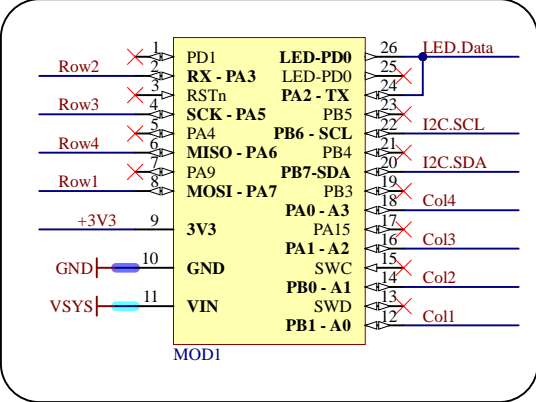 1 PD1 LED-PD0 26 LED.Data
Row2 2 RX - PA3 LED-PD0 25
3 RSTn PA2 - TX 24
Row3 4 SCK - PA5 PB5 23
5 PA4 PB6 - SCL 22 I2C.SCL
Row4 6 MISO - PA6 PB4 21
7 PA9 PB7-SDA 20 I2C.SDA
Row1 8 MOSI - PA7 PB3 19
PA0 - A3 18 Col4
+3V3 9 3V3 PA15 17
PA1 - A2 16 Col3
GND 10 GND SWC 15
PB0 - A1 14 Col2
VSYS 11 VIN SWD 13
PB1 - A0 12 Col1
MOD1